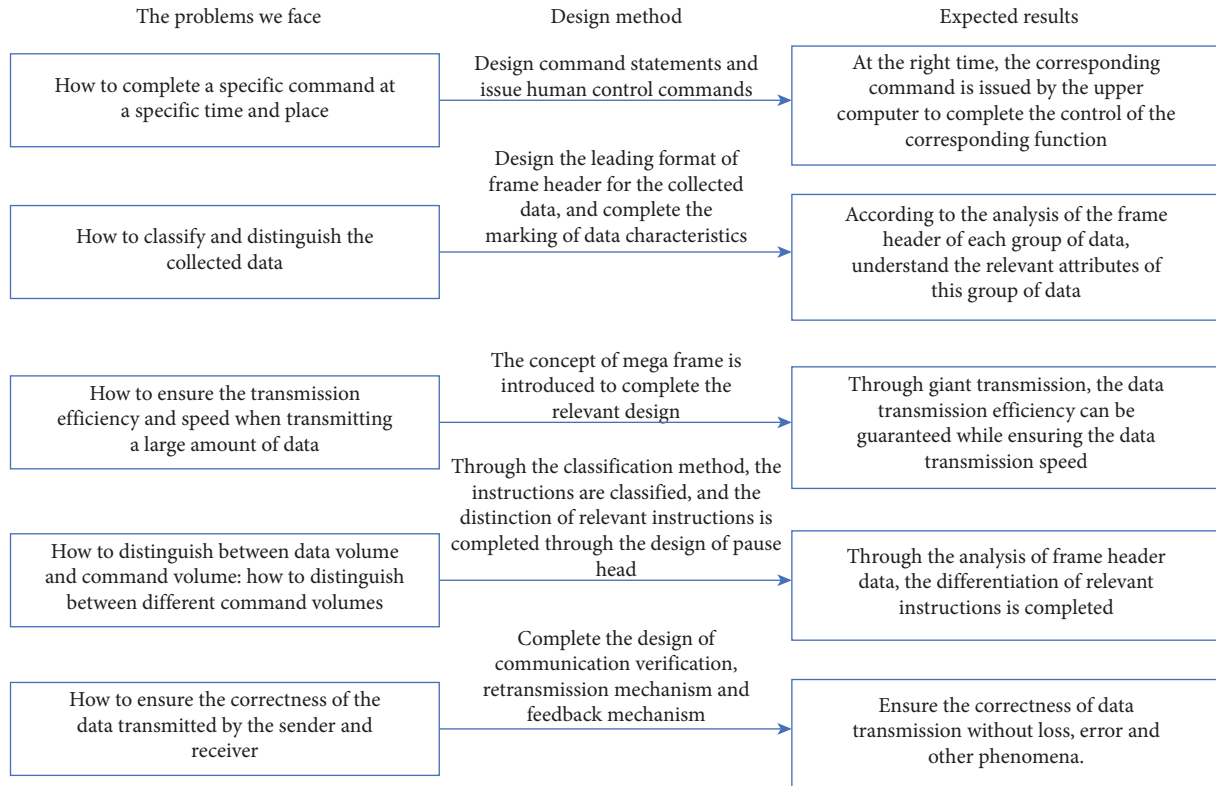 The problems we face
Design method
Expected results
How to complete a specific command at
a specific time and place
Design command statements and
issue human control commands
At the right time, the corresponding
command is issued by the upper
computer to complete the control of the
corresponding function
How to classify and distinguish the
collected data
Design the leading format of
frame header for the collected
data, and complete the
marking of data characteristics
According to the analysis of the frame
header of each group of data,
understand the relevant attributes of
this group of data
How to ensure the transmission
efficiency and speed when transmitting
a large amount of data
The concept of mega frame is
introduced to complete the
relevant design
Through giant transmission, the data
transmission efficiency can be
guaranteed while ensuring the data
transmission speed
How to distinguish between data volume
and command volume: how to distinguish
between different command volumes
Through the classification method, the
instructions are classified, and the
distinction of relevant instructions is
completed through the design of pause
head
Through the analysis of frame header
data, the differentiation of relevant
instructions is completed
How to ensure the correctness of the
data transmitted by the sender and
receiver
Complete the design of
communication verification,
retransmission mechanism and
feedback mechanism
Ensure the correctness of data
transmission without loss, error and
other phenomena.